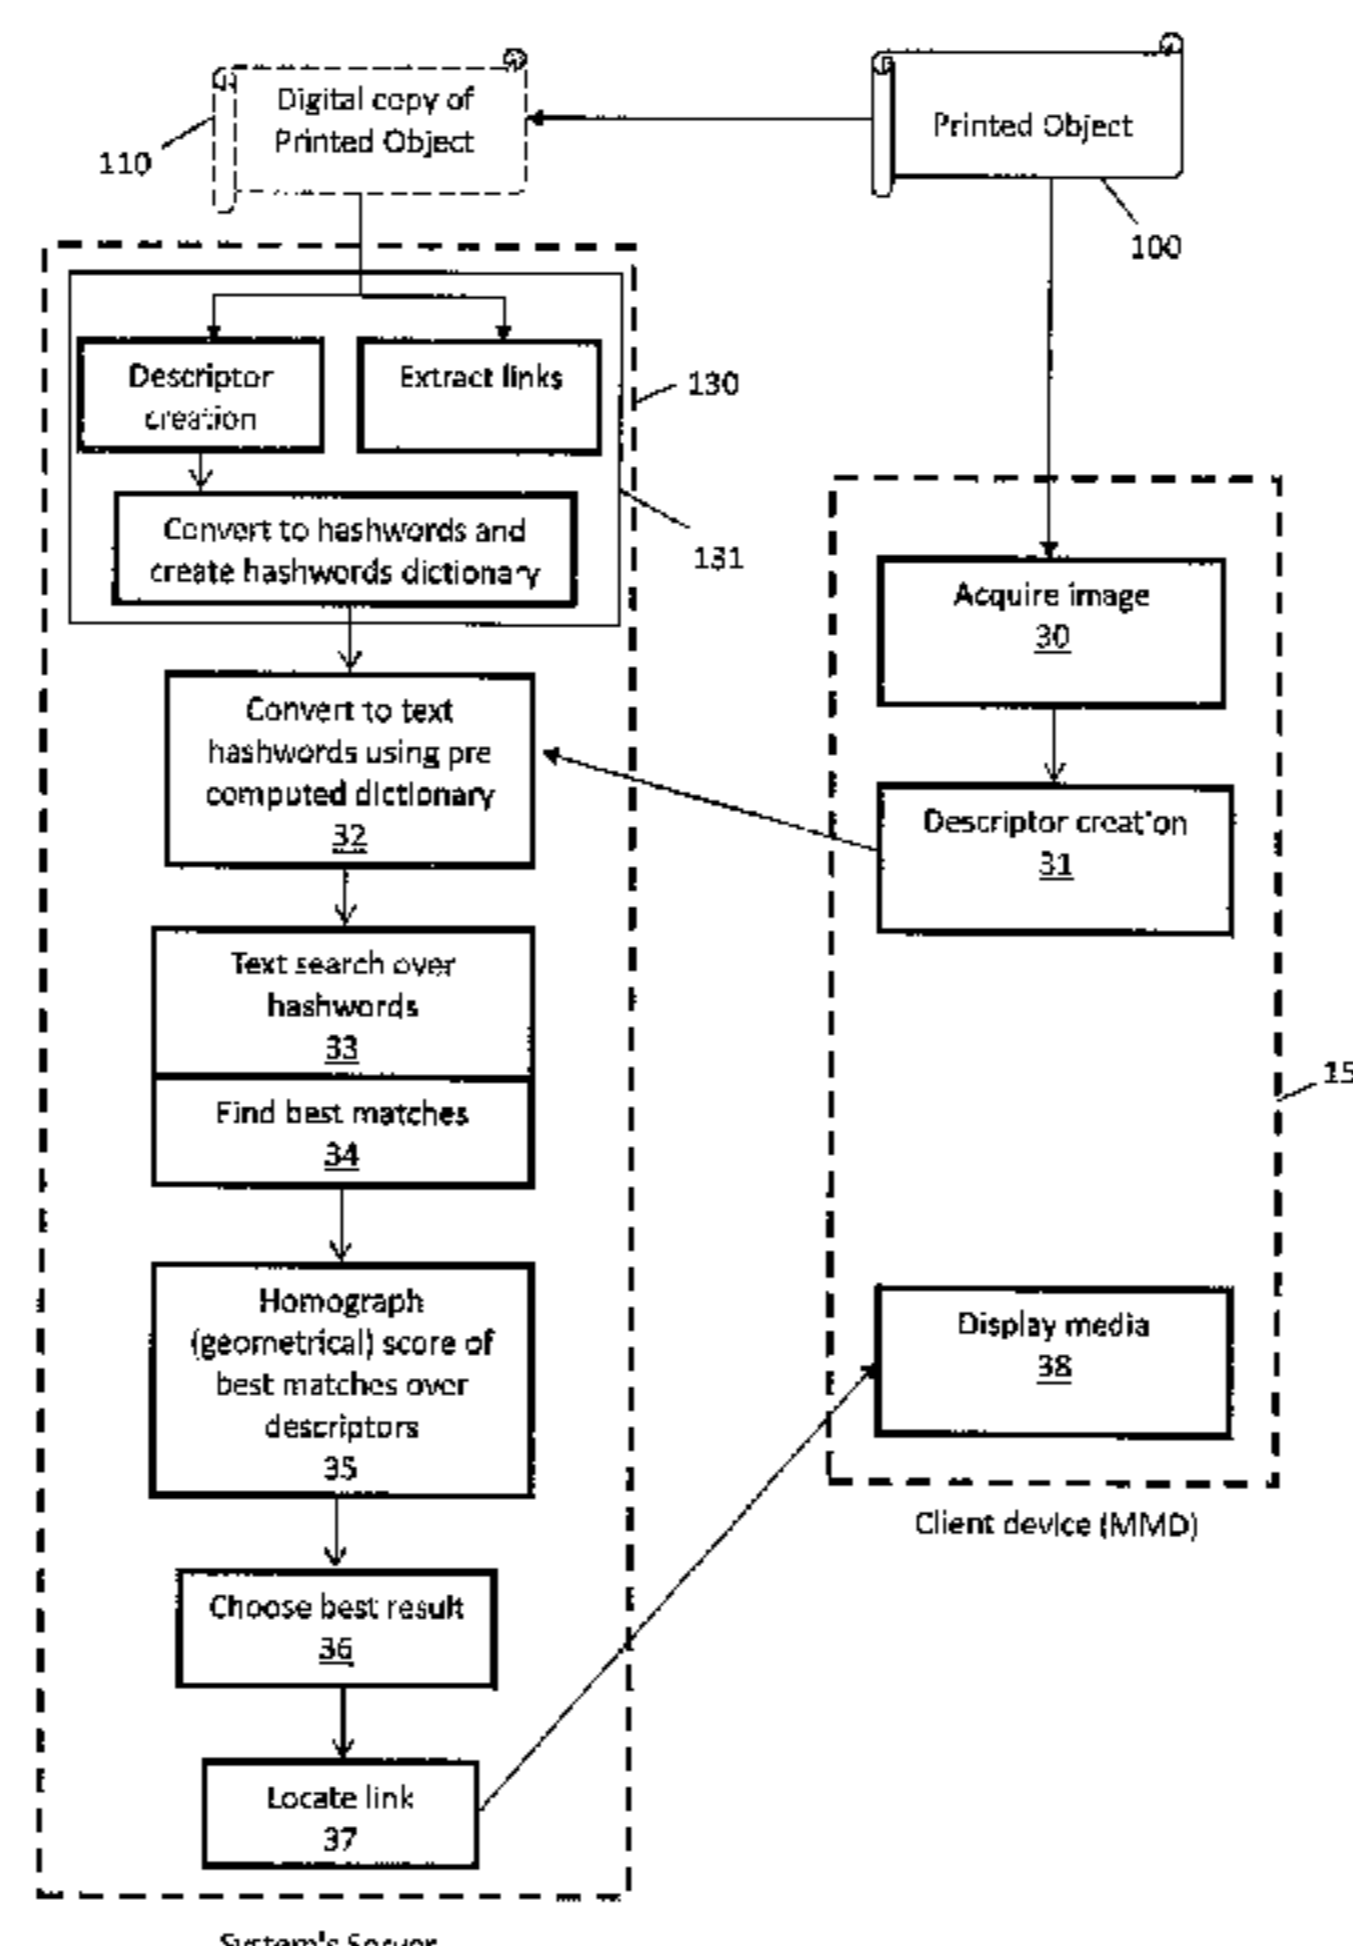 Digital copy of
Printed Object
110
Printed Object
100
Descriptor
creation
Extract links
130
Convert to hashwords and
create hashwords dictionary
131
Acquire image
30
Convert to text
hashwords using pre
computed dictionary
32
Descriptor creation
31
Text search over
hashwords
33
Find best matches
34
15
Homograph
(geometrical) score of
best matches over
descriptors
35
Display media
38
Client device (MMD)
Choose best result
36
Locate link
37
System's Server